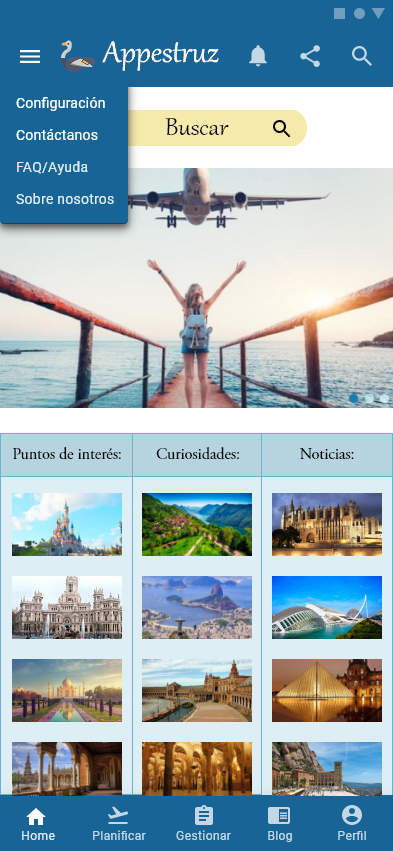 Appestruz
Configuración
Contáctanos
FAQ/Ayuda
Sobre nosotros
Buscar
Puntos de interés:
Curiosidades:
Noticias:
Home
Planificar
Gestionar
Blog
Perfil